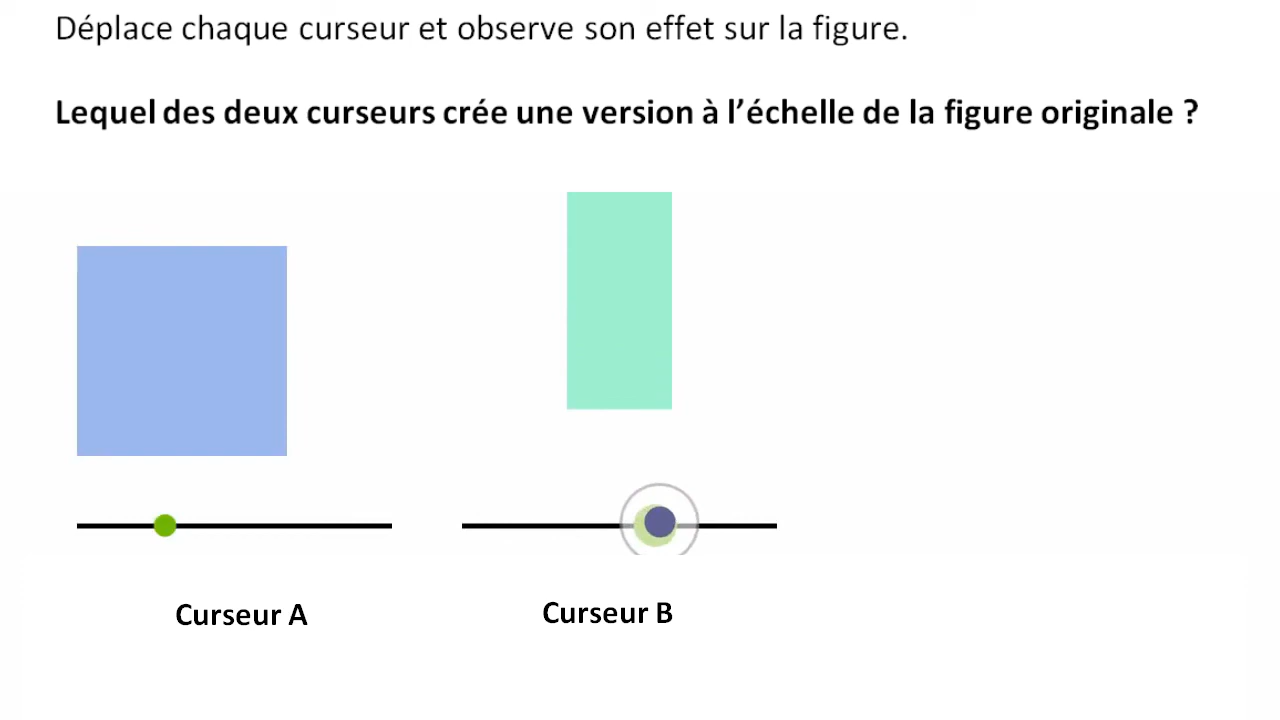 Déplace chaque curseur et observe son effet sur la figure.
Lequel des deux curseurs crée une version à l’échelle de la figure originale ?
Curseur A
Curseur B